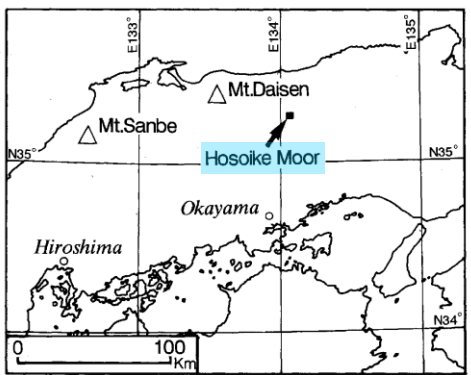 E133°
E134°
E135°
Mt.Daisen
Mt.Sanbe
N35°
N35°
Hosoike Moor
Okayama
Hiroshima
N34°
0 100
Km